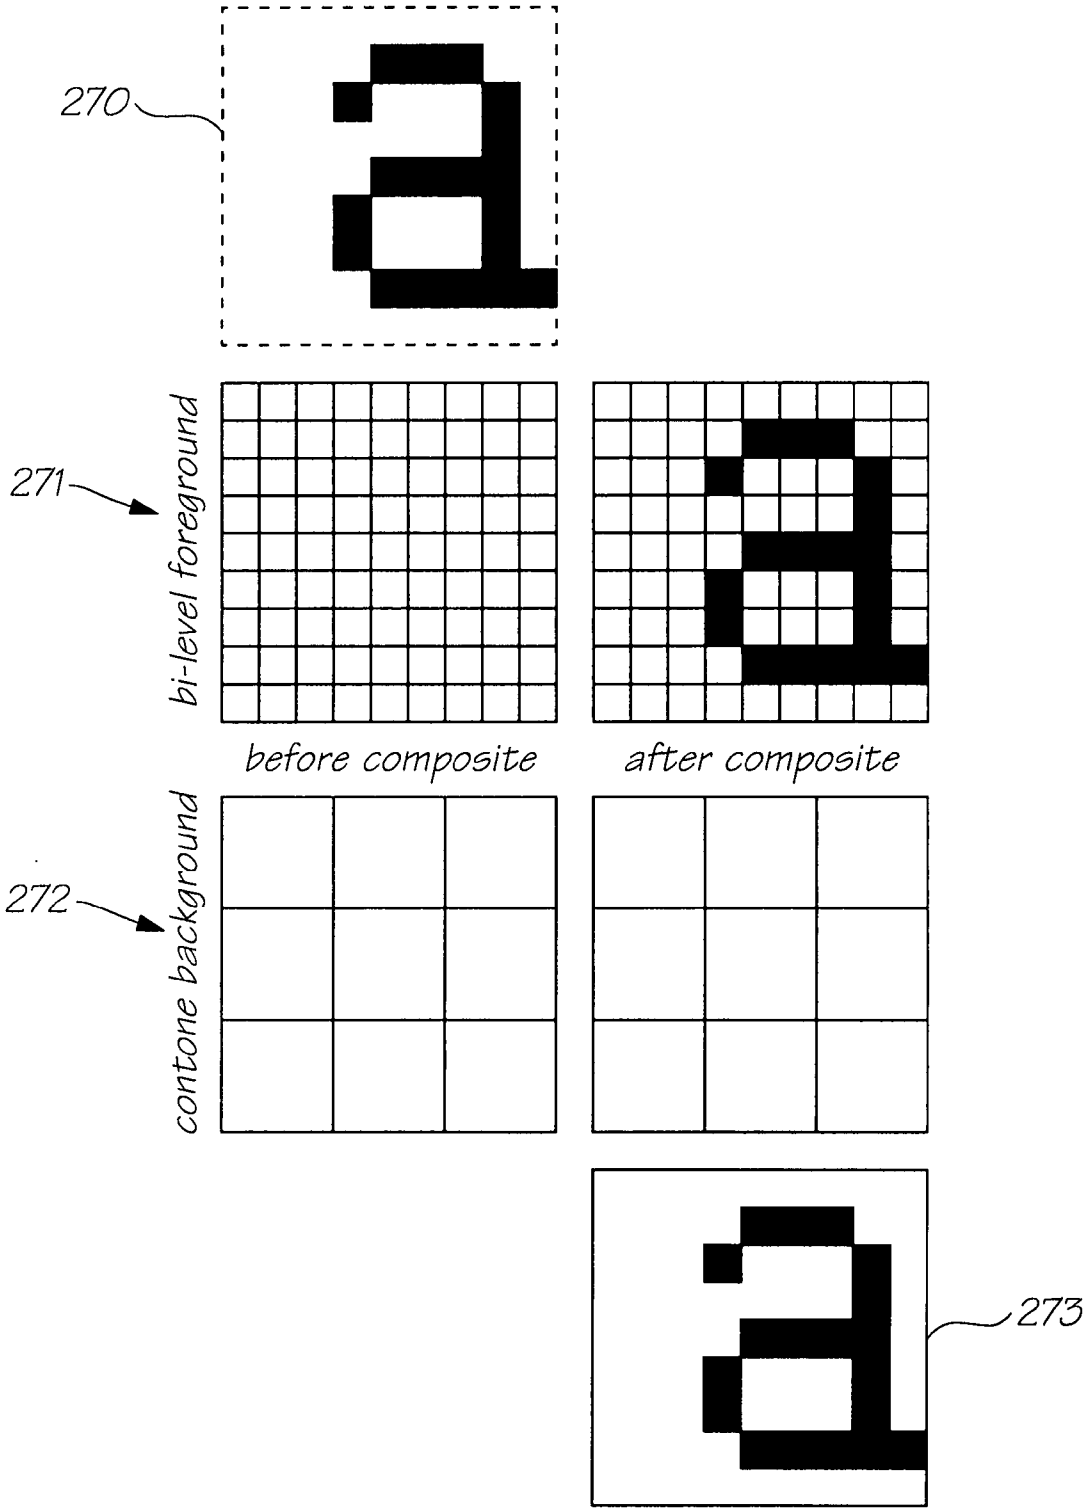 270
a
271
bi-level foreground
a
before composite
after composite
272
contone background
a
273